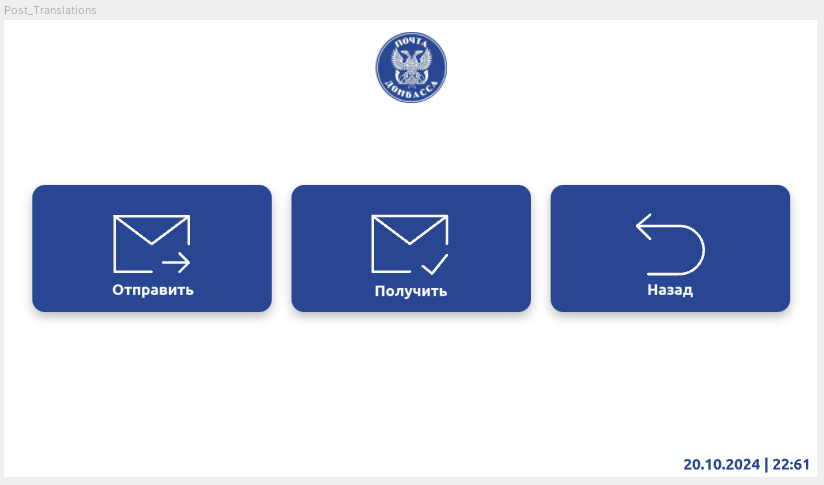 Post_Translations
ПОЧТА
ДОНБАССА
Отправить
Получить
Назад
20.10.2024 | 22:61